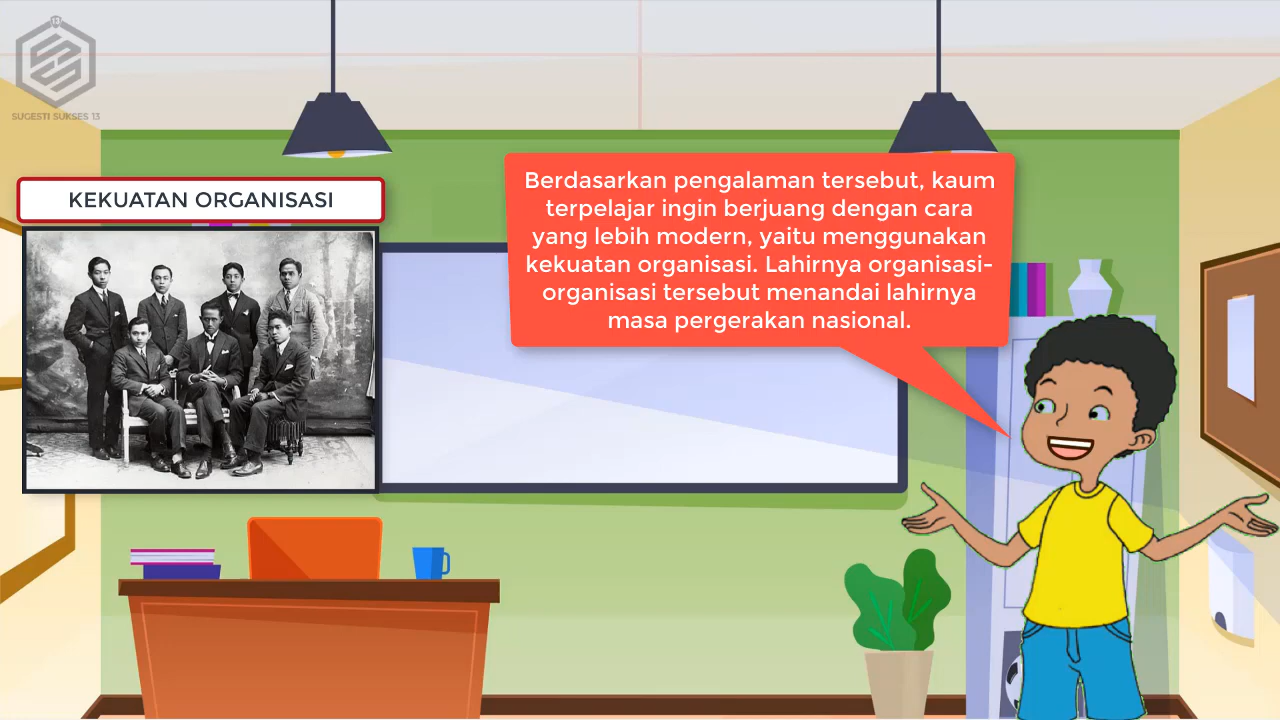 13
SUGESTI SUKSES 13
KEKUATAN ORGANISASI
Berdasarkan pengalaman tersebut, kaum
terpelajar ingin berjuang dengan cara
yang lebih modern, yaitu menggunakan
kekuatan organisasi. Lahirnya organisasi-
organisasi tersebut menandai lahirnya
masa pergerakan nasional.